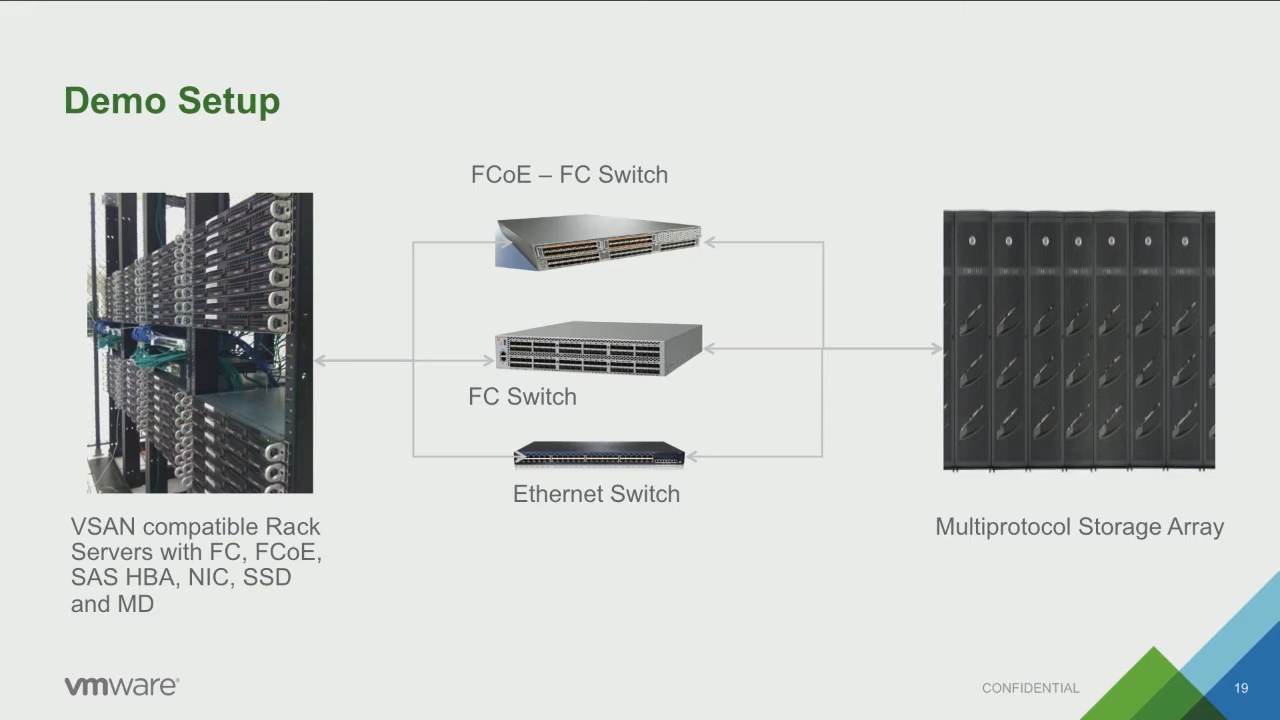 Demo Setup
FCoE – FC Switch
FC Switch
Ethernet Switch
VSAN compatible Rack
Servers with FC, FCoE,
SAS HBA, NIC, SSD
and MD
Multiprotocol Storage Array
vmware®
CONFIDENTIAL
19